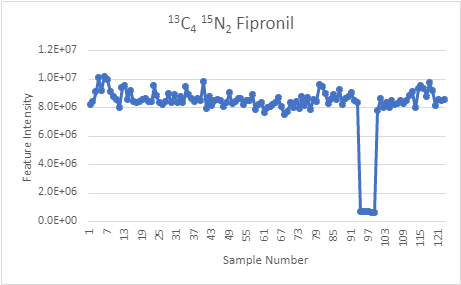 ¹³C₄ ¹⁵N₂ Fipronil
1.2E+07
1.0E+07
8.0E+06
6.0E+06
4.0E+06
2.0E+06
0.0E+00
Feature Intensity
1 7 13 19 25 31 37 43 49 55 61 67 73 79 85 91 97 103 109 115 121
Sample Number